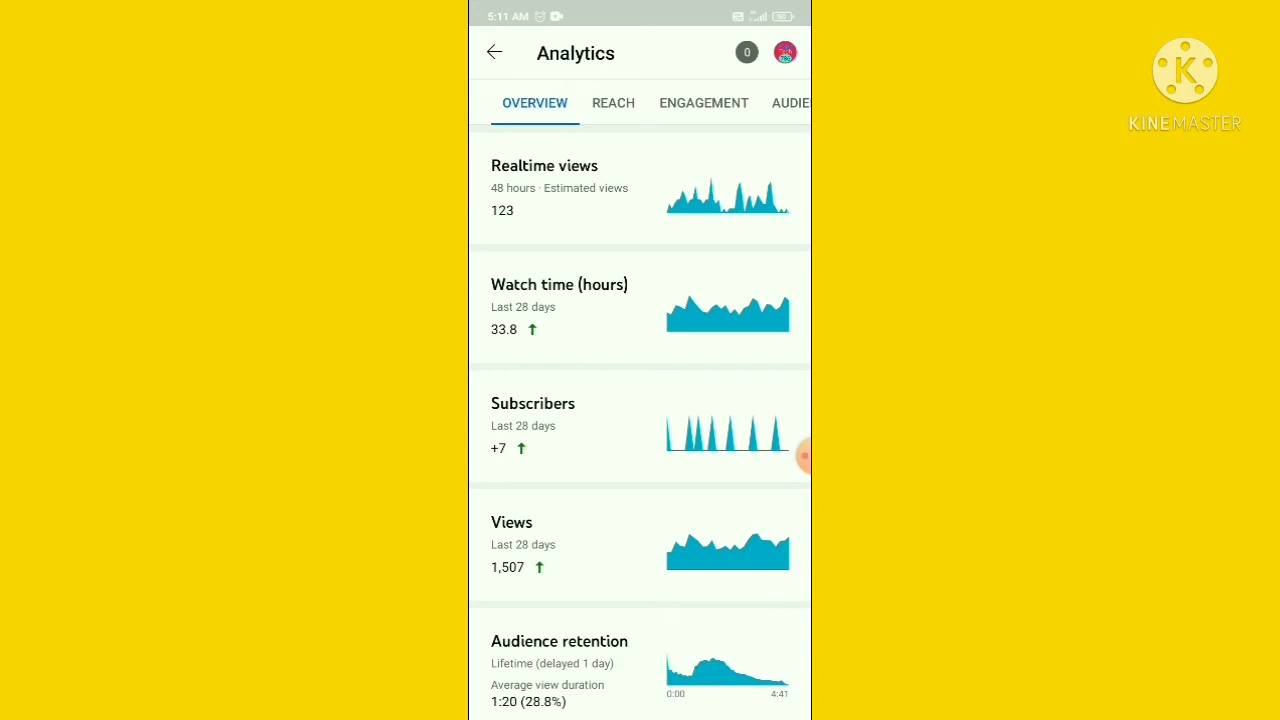 5:11 AM
Analytics
0
OVERVIEW REACH ENGAGEMENT AUDIE
Realtime views
48 hours · Estimated views
123
Watch time (hours)
Last 28 days
33.8
Subscribers
Last 28 days
+7
Views
Last 28 days
1,507
Audience retention
Lifetime (delayed 1 day)
Average view duration
1:20 (28.8%)
0:00 4:41
K
KINEMASTER